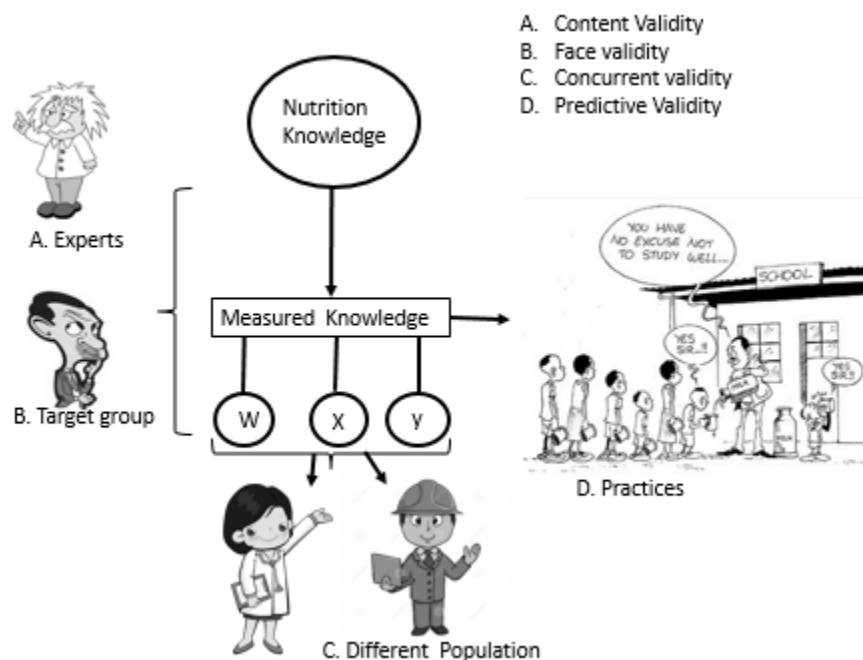 A. Content Validity
B. Face validity
C. Concurrent validity
D. Predictive Validity
Nutrition
Knowledge
A. Experts
YOU HAVE
NO EXCUSE NOT
TO STUDY WELL...
SCHOOL
Measured Knowledge
YES
SIR...!!
YES
SIR!!
B. Target group
W
X
y
MILK
D. Practices
C. Different Population